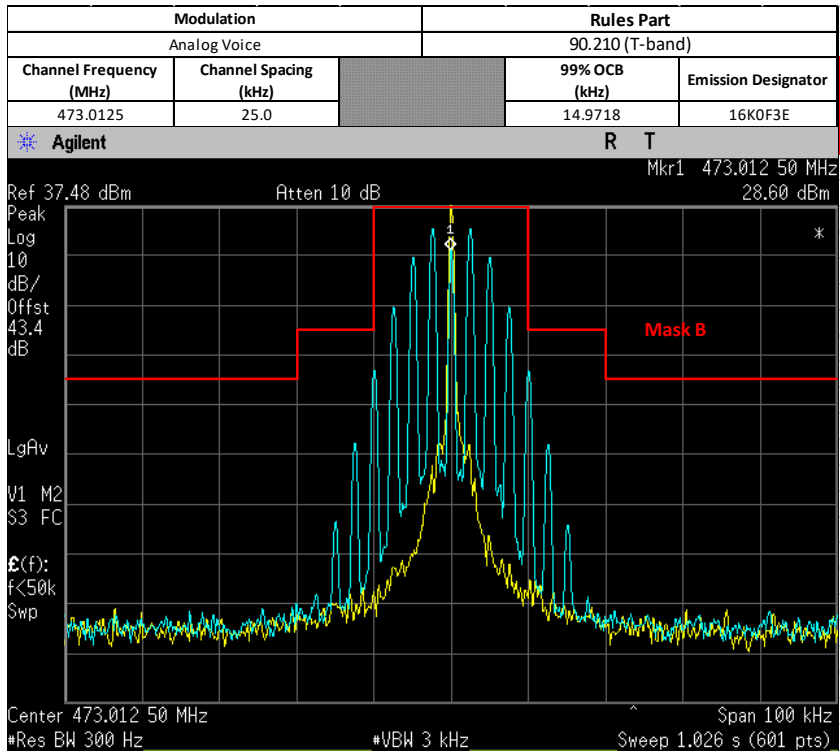 Modulation Rules Part
Analog Voice 90.210 (T-band)
Channel Frequency (MHz) Channel Spacing (kHz) 99% OCB (kHz) Emission Designator
473.0125 25.0 14.9718 16K0F3E
Agilent R T
Mkr1 473.012 50 MHz
Ref 37.48 dBm Atten 10 dB 28.60 dBm
Peak
Log
10
dB/
Offst
43.4
dB
1
*
Mask B
LgAv
V1 M2
S3 FC
£(f):
f<50k
Swp
Center 473.012 50 MHz ^ Span 100 kHz
#Res BW 300 Hz #VBW 3 kHz Sweep 1.026 s (601 pts)